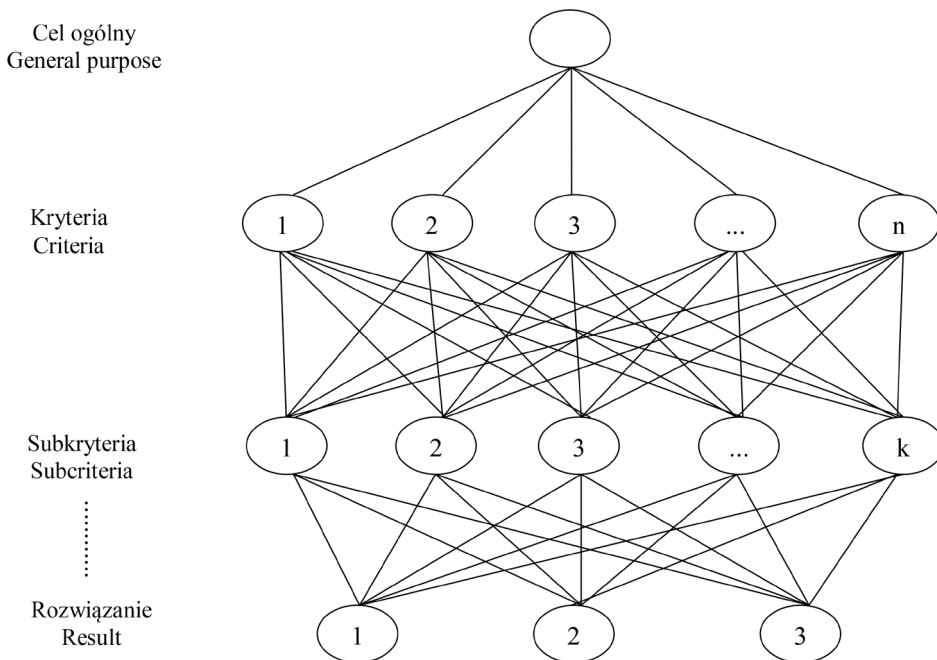 Cel ogólny
General purpose
Kryteria
Criteria
1 2 3 ... n
Subkryteria
Subcriteria
1 2 3 ... k
Rozwiązanie
Result
1 2 3